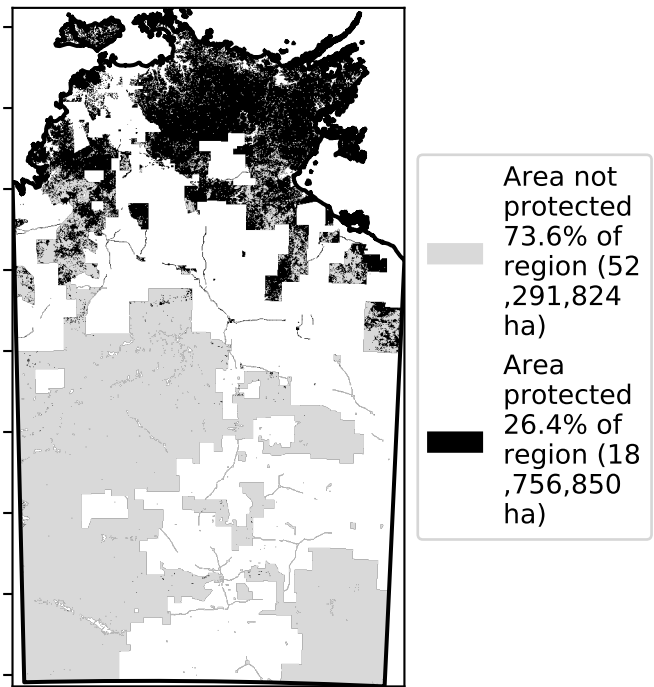 Area not
protected
73.6% of
region (52
,291,824
ha)
Area
protected
26.4% of
region (18
,756,850
ha)